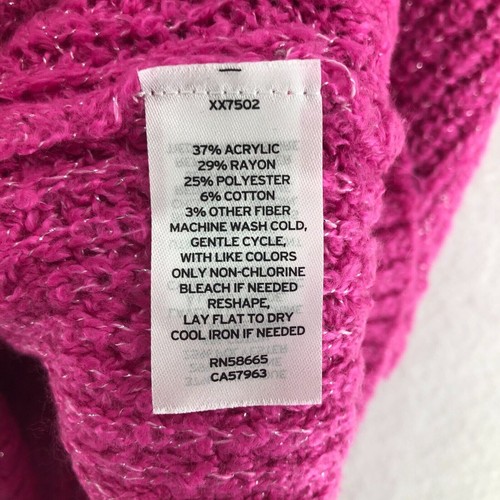 XX7502
37% ACRYLIC
29% RAYON
25% POLYESTER
6% COTTON
3% OTHER FIBER
MACHINE WASH COLD,
GENTLE CYCLE,
WITH LIKE COLORS
ONLY NON-CHLORINE
BLEACH IF NEEDED
RESHAPE,
LAY FLAT TO DRY
COOL IRON IF NEEDED
RN58665
CA57963